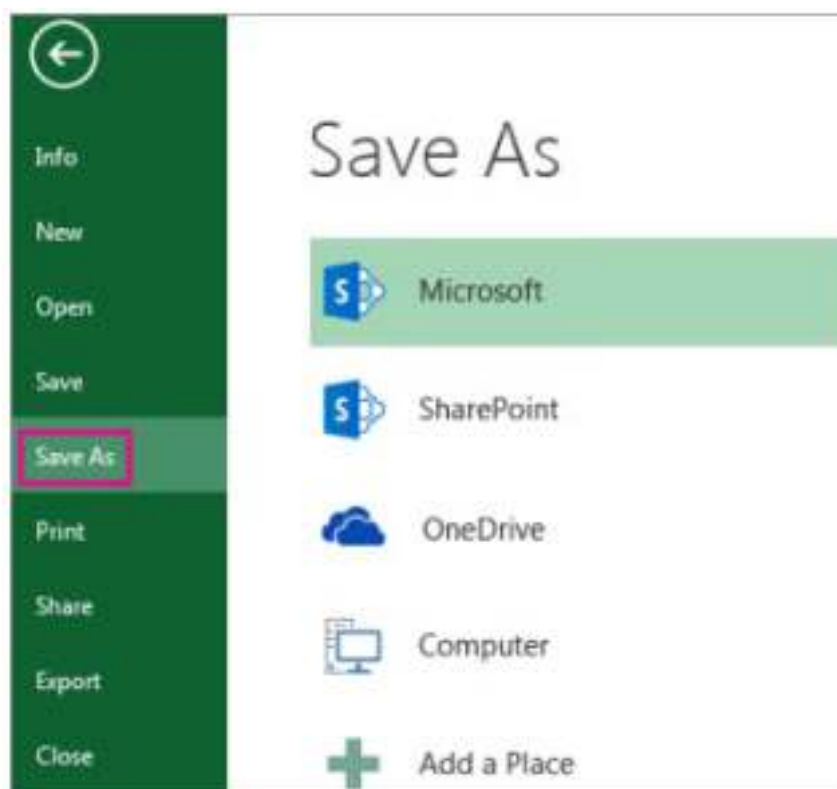 Info
New
Open
Save
Save As
Print
Share
Export
Close
Save As
S Microsoft
S SharePoint
OneDrive
Computer
Add a Place